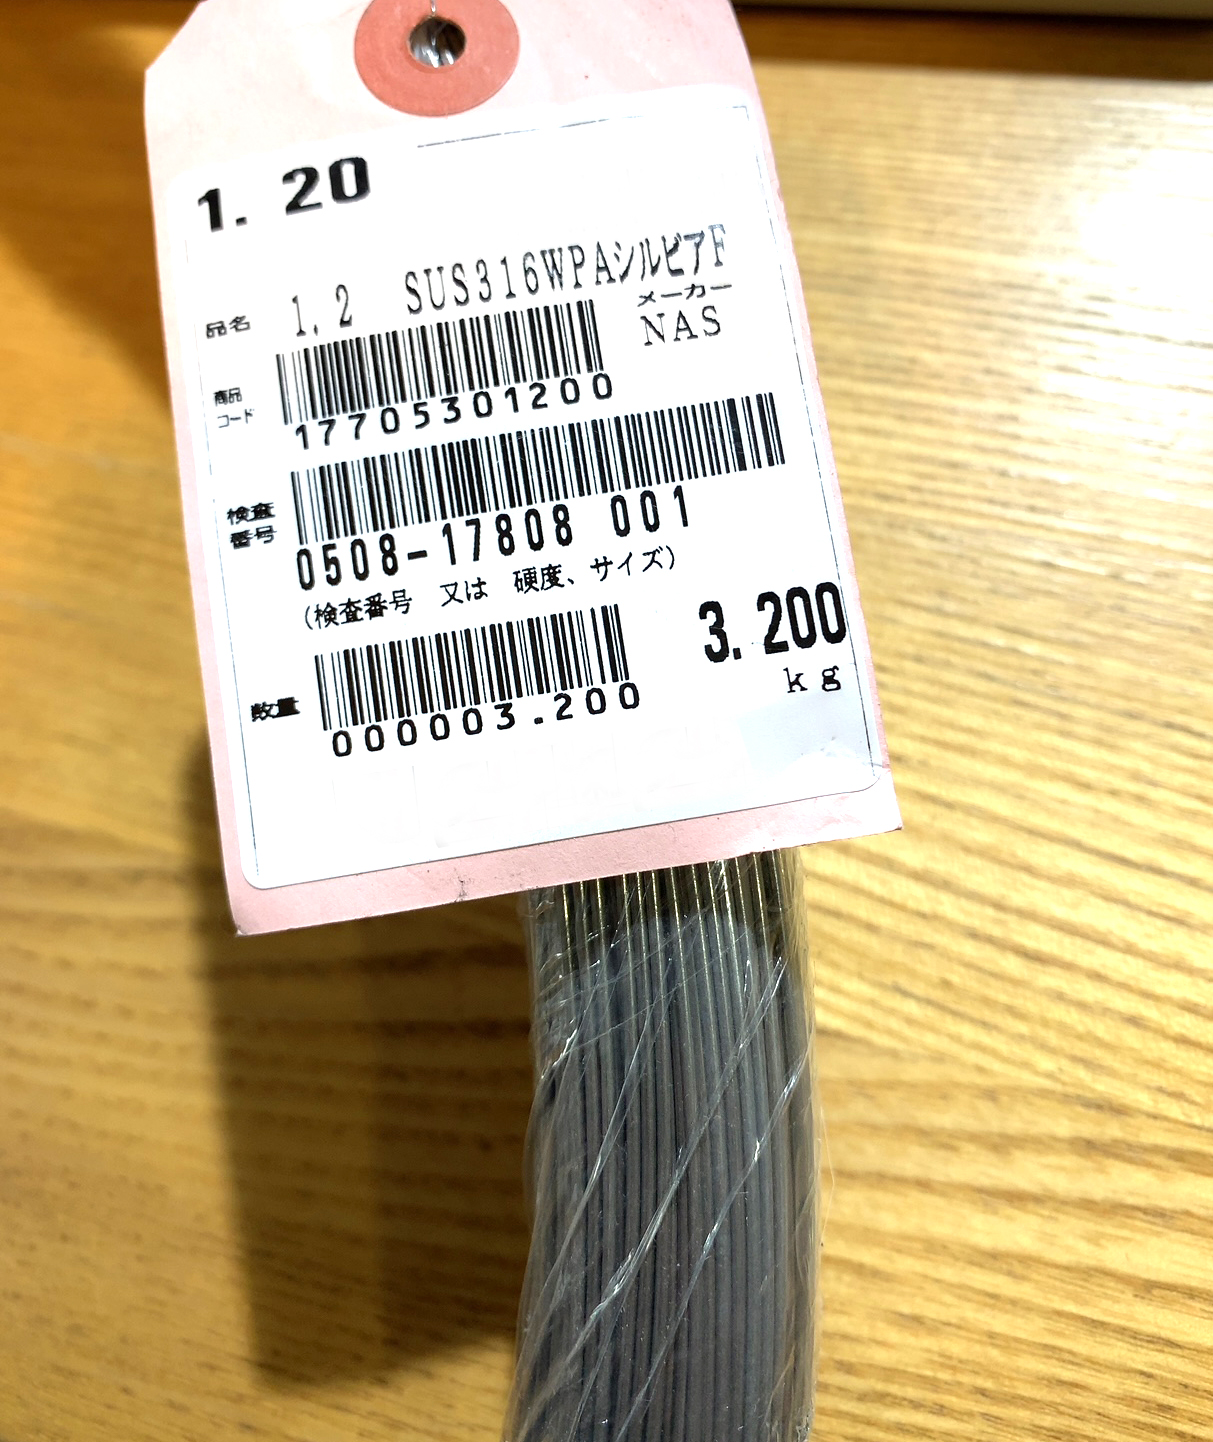 1. 20
品名 1. 2 SUS316WPAシルビアF
メーカー
NAS
商品
コード
17705301200
検査
番号
0508-17808 001
(検査番号 又は 硬度、サイズ)
3. 200
kg
数量
000003.200